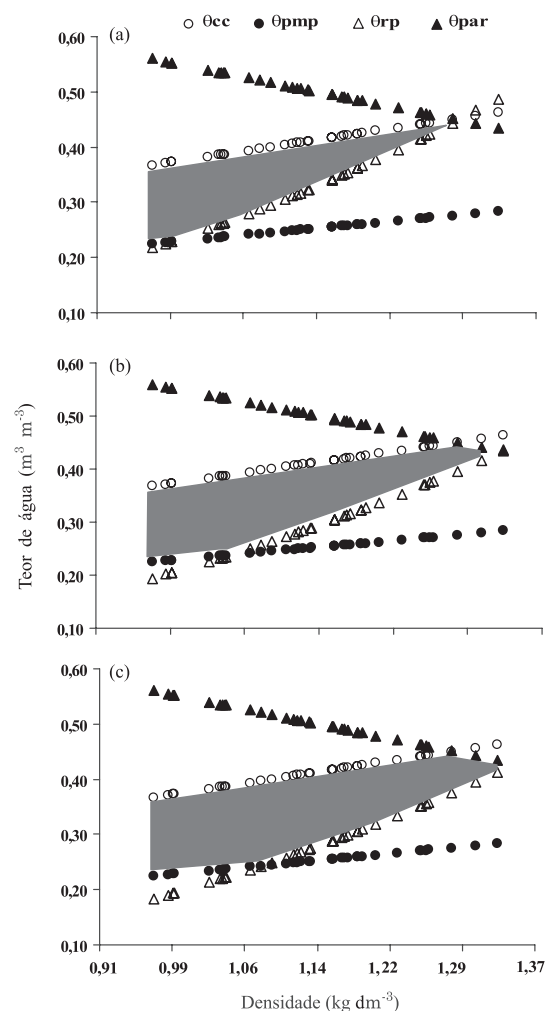 θcc θpmp θrp θpar
(a)
0,60
0,50
0,40
0,30
0,20
0,10
(b)
0,60
0,50
0,40
0,30
0,20
0,10
Teor de água (m³ m⁻³)
(c)
0,60
0,50
0,40
0,30
0,20
0,10
0,91 0,99 1,06 1,14 1,22 1,29 1,37
Densidade (kg dm⁻³)